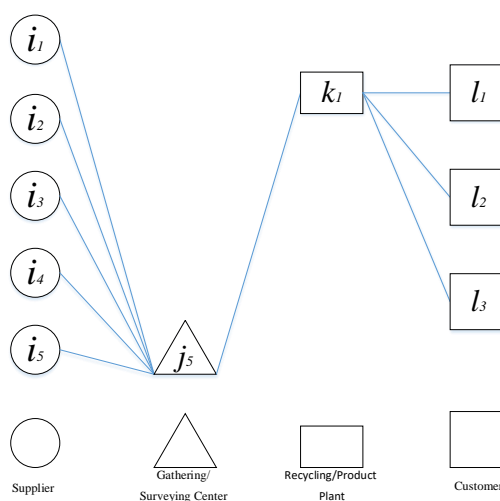 i1
i2
i3
i4
i5
j5
k1
l1
l2
l3
Supplier
Gathering/
Surveying Center
Recycling/Product
Plant
Customer